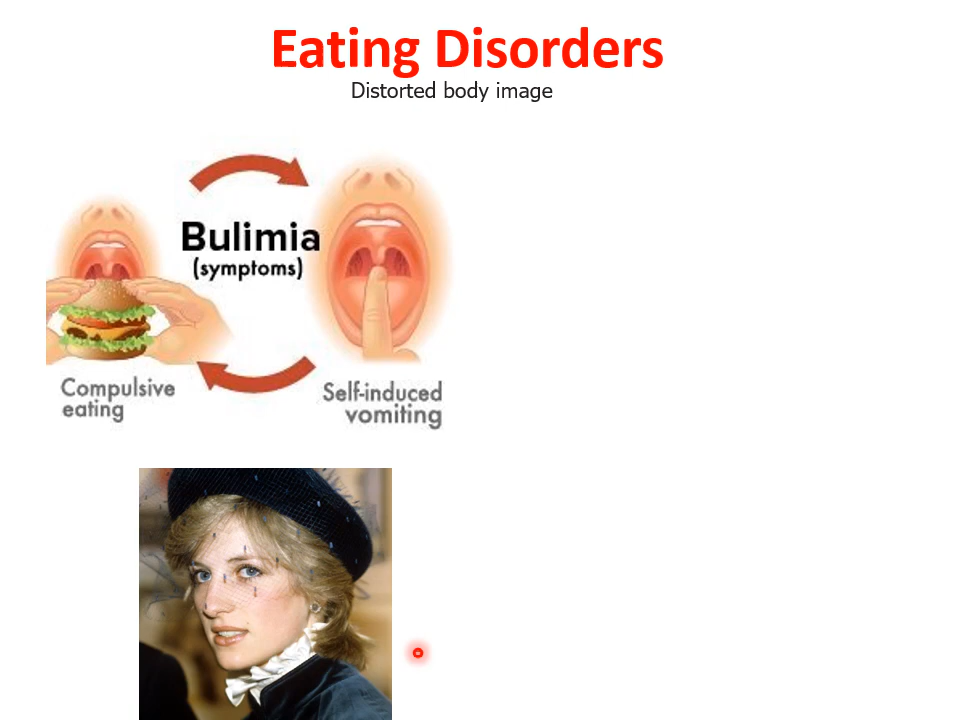 Eating Disorders
Distorted body image
Bulimia
(symptoms)
Compulsive
eating
Self-induced
vomiting